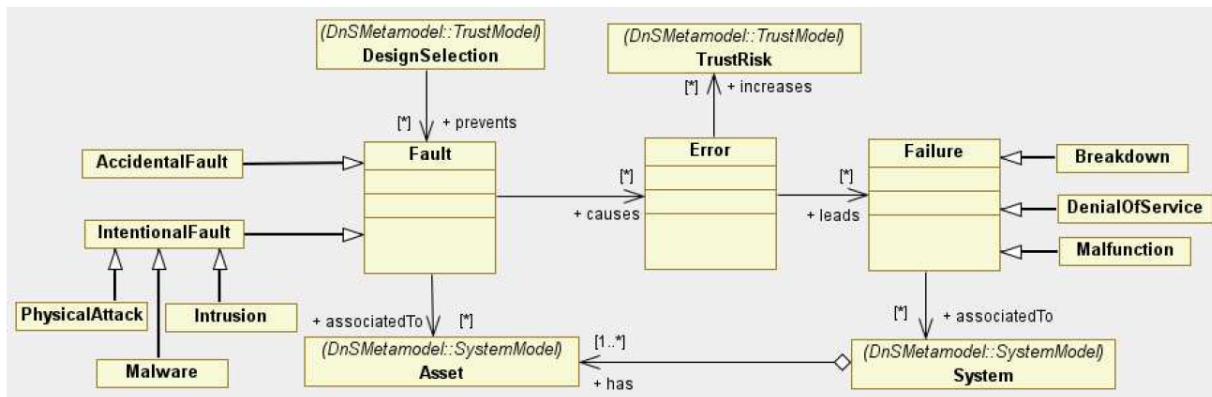 (DnSMetamodel::TrustModel)
DesignSelection
(DnSMetamodel::TrustModel)
TrustRisk
[*] + prevents
[*] + increases
AccidentalFault
Fault
Error
Failure
Breakdown
[*]
+ causes
[*]
+ leads
IntentionalFault
DenialOfService
Malfunction
PhysicalAttack
Intrusion
Malware
+ associatedTo [*]
[*] + associatedTo
(DnSMetamodel::SystemModel)
Asset
[1..*]
+ has
(DnSMetamodel::SystemModel)
System